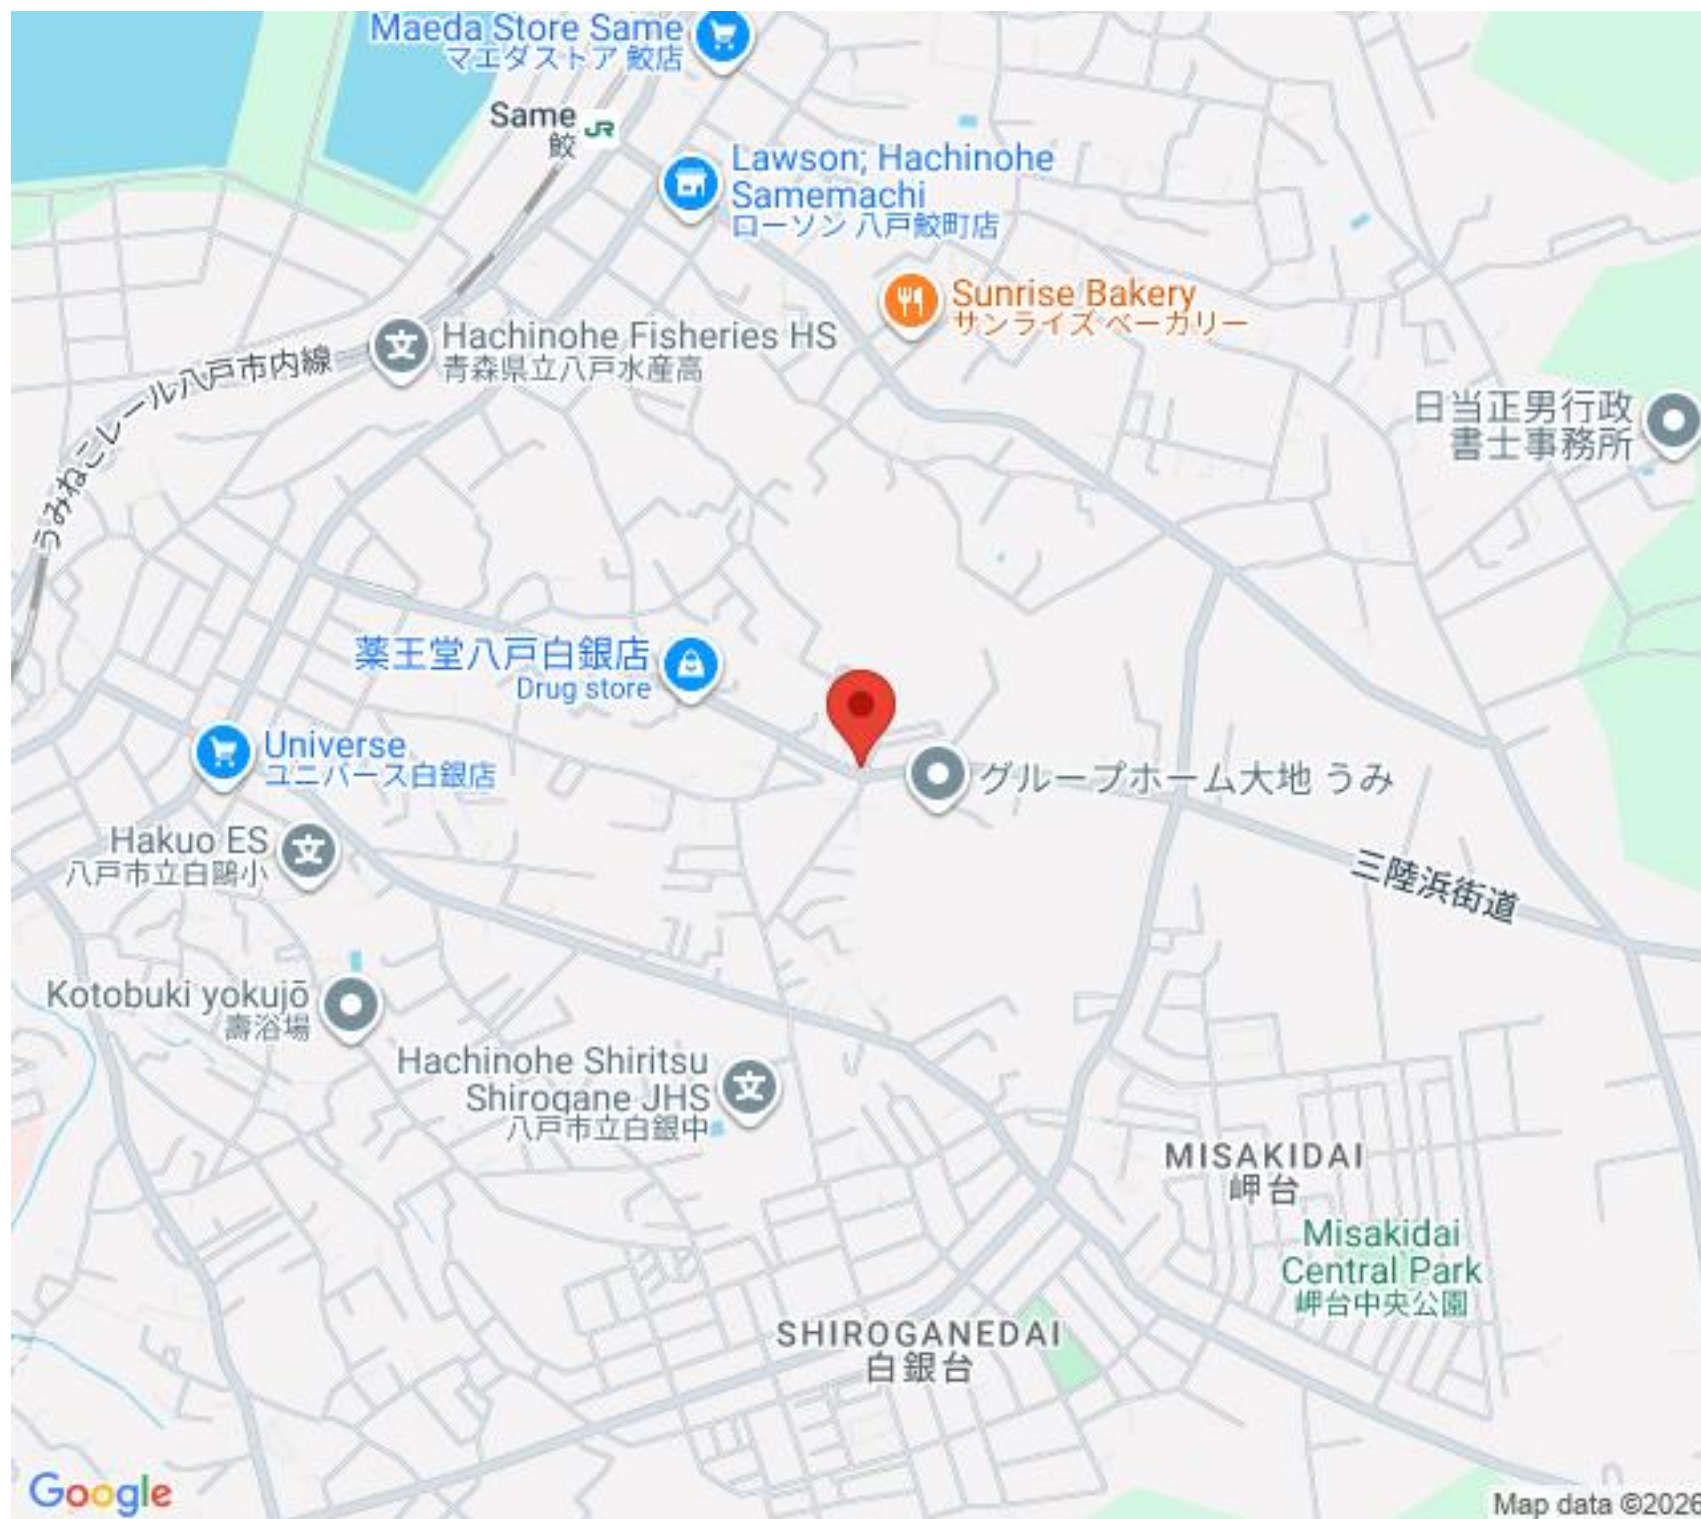 Maeda Store Same
マエダストア 鮫店
Same
鮫
Lawson; Hachinohe
Samemachi
ローソン 八戸鮫町店
Sunrise Bakery
サンライズ ベーカリー
Hachinohe Fisheries HS
青森県立八戸水産高
うみねこレール八戸市内線
日当正男行政
書士事務所
薬王堂八戸白銀店
Drug store
Universe
ユニバース白銀店
グループホーム大地 うみ
Hakuo ES
八戸市立白鷗小
三陸浜街道
Kotobuki yokujō
壽浴場
Hachinohe Shiritsu
Shirogane JHS
八戸市立白銀中
MISAKIDAI
岬台
Misakidai
Central Park
岬台中央公園
SHIROGANEDAI
白銀台
Google
Map data ©2026